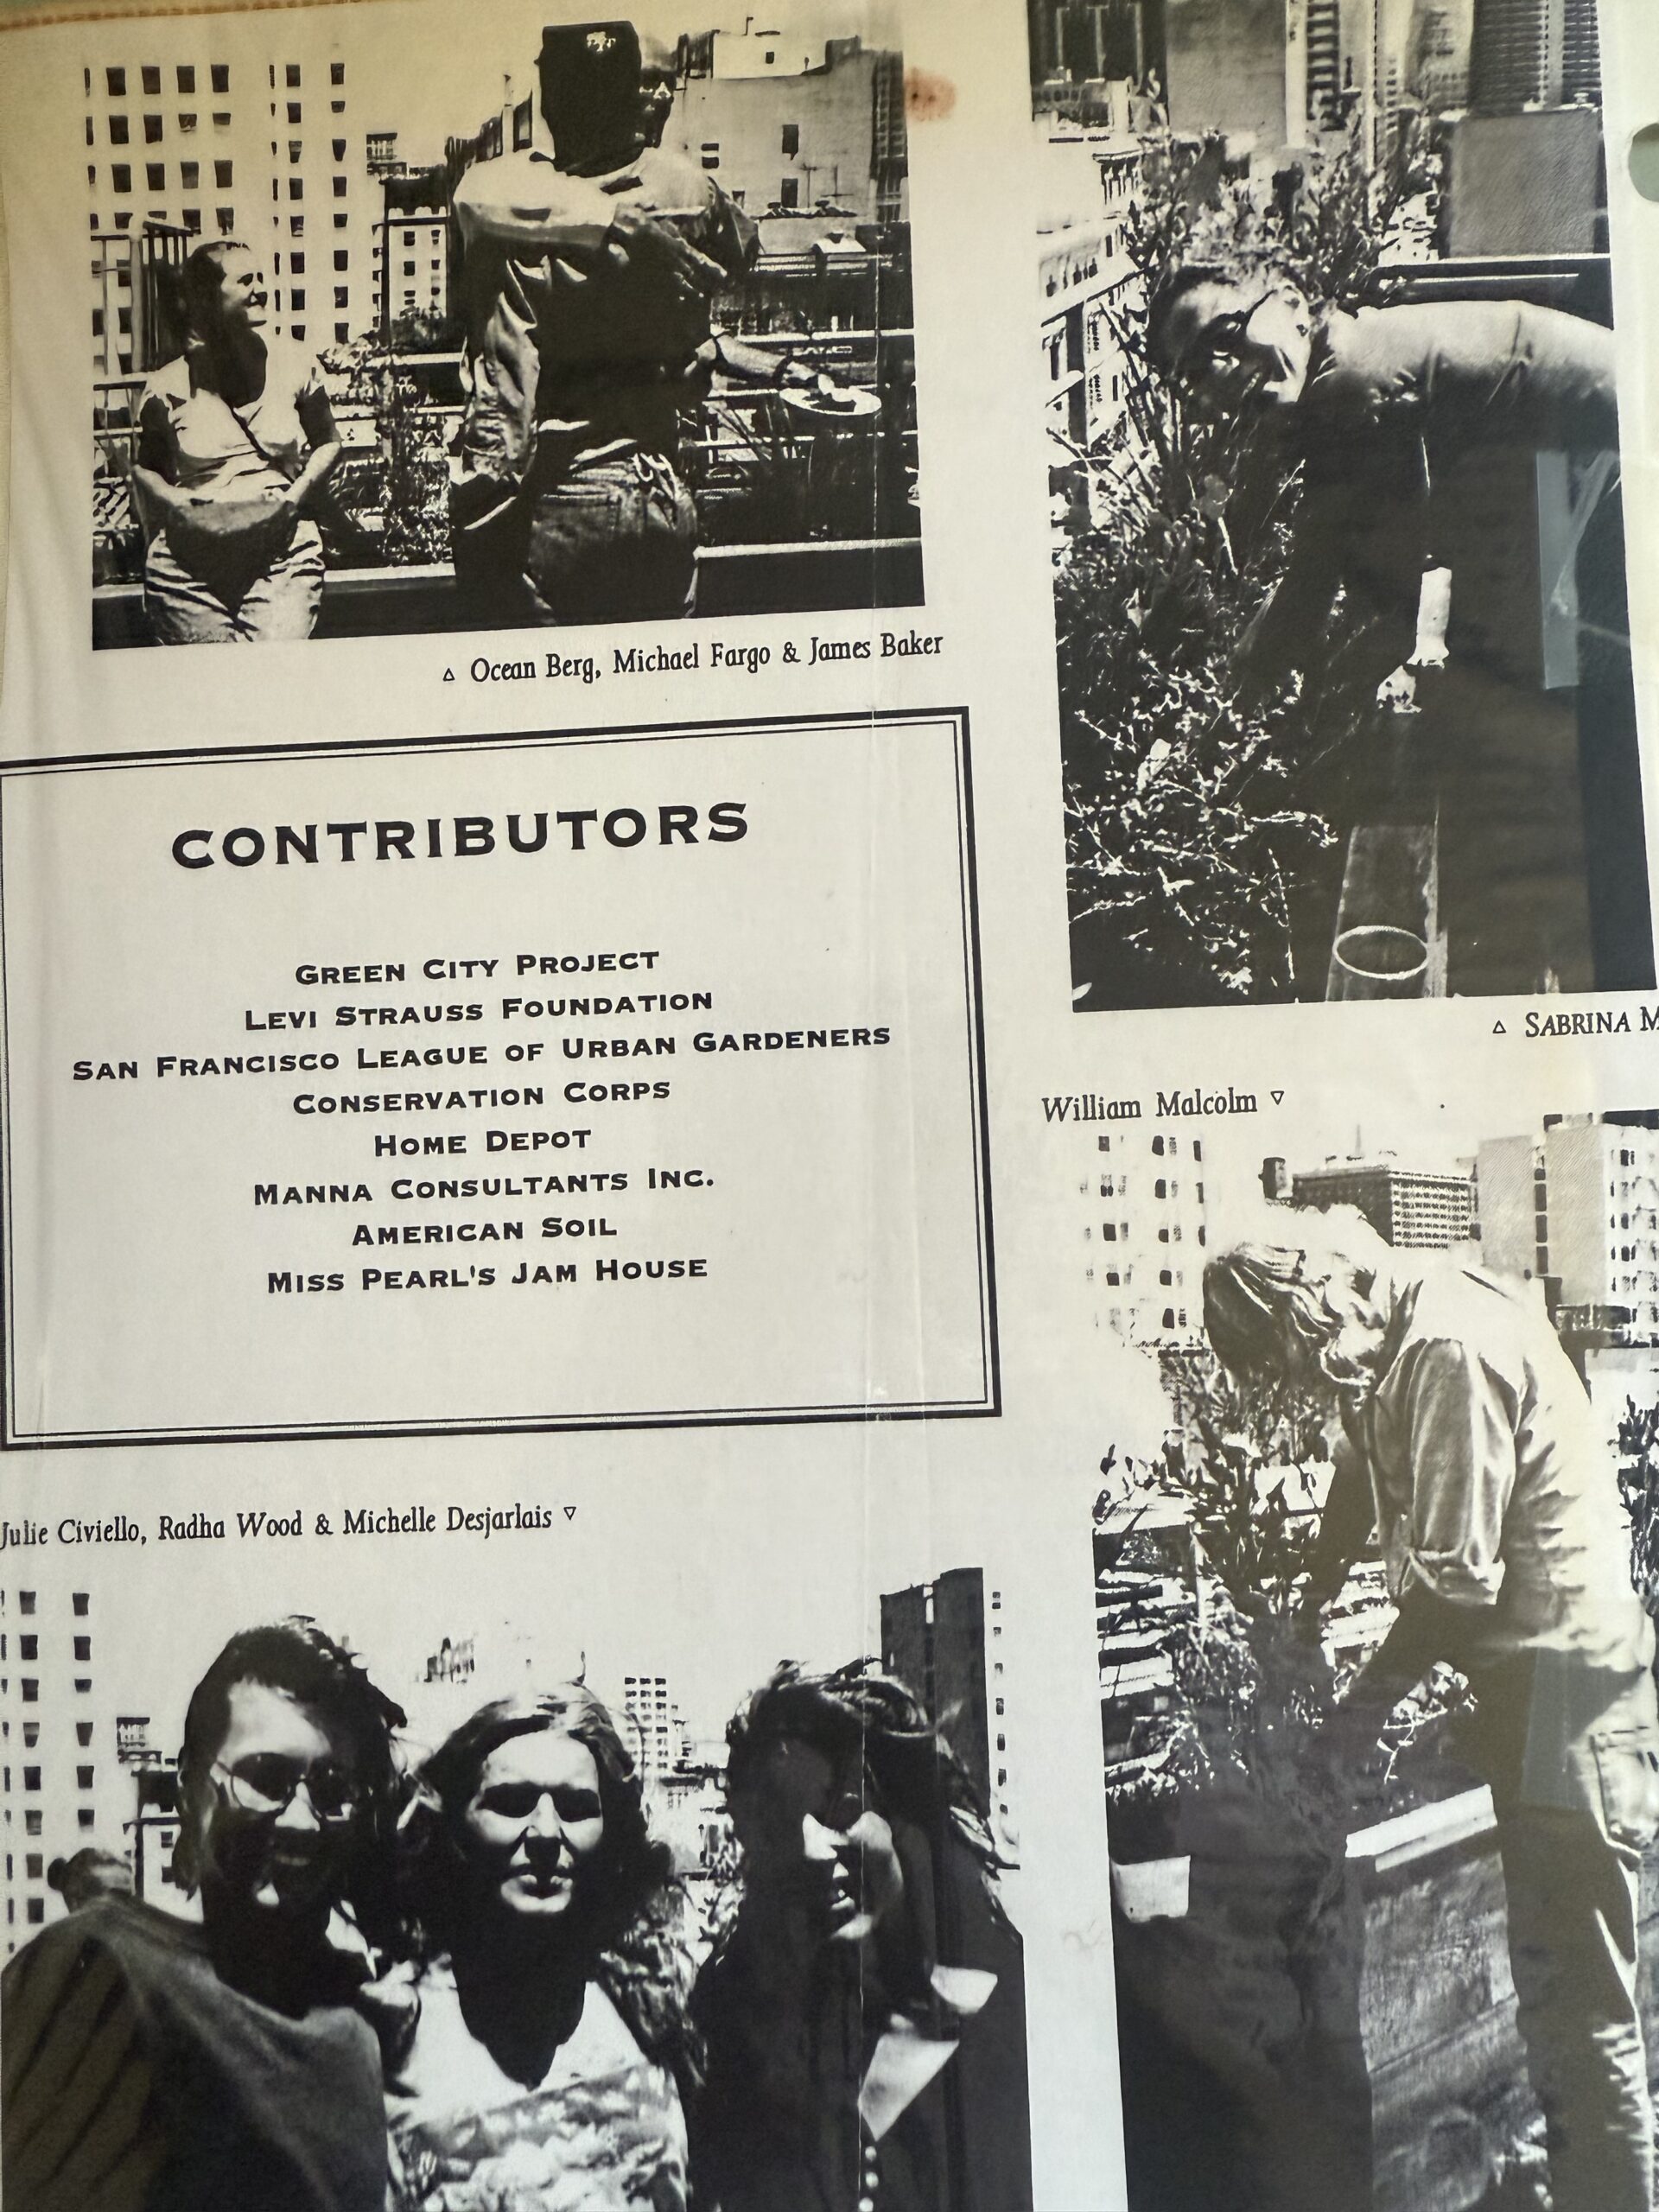 △ Ocean Berg, Michael Fargo & James Baker
CONTRIBUTORS
GREEN CITY PROJECT
LEVI STRAUSS FOUNDATION
SAN FRANCISCO LEAGUE OF URBAN GARDENERS
CONSERVATION CORPS
HOME DEPOT
MANNA CONSULTANTS INC.
AMERICAN SOIL
MISS PEARL'S JAM HOUSE
Julie Civiello, Radha Wood & Michelle Desjarlais ▽
△ SABRINA M
William Malcolm ▽